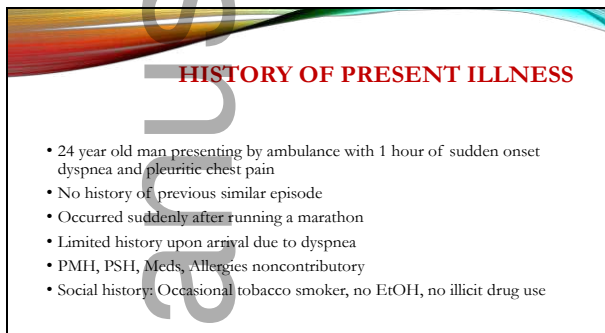 HISTORY OF PRESENT ILLNESS
• 24 year old man presenting by ambulance with 1 hour of sudden onset
dyspnea and pleuritic chest pain
• No history of previous similar episode
• Occurred suddenly after running a marathon
• Limited history upon arrival due to dyspnea
• PMH, PSH, Meds, Allergies noncontributory
• Social history: Occasional tobacco smoker, no EtOH, no illicit drug use
anus